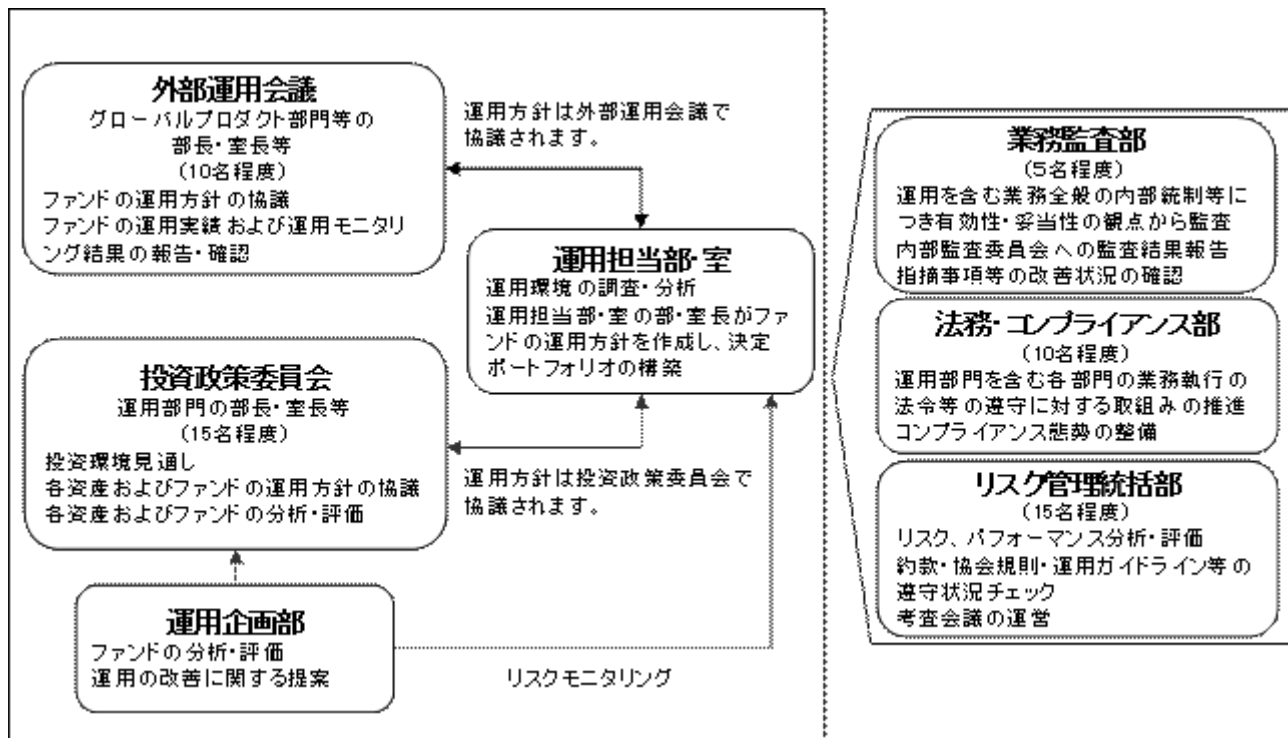 外部運用会議
グローバルプロダクト部門等の
部長・室長等
(10名程度)
ファンドの運用方針の協議
ファンドの運用実績および運用モニタリ
ング結果の報告・確認
運用方針は外部運用会議で
協議されます。
運用担当部・室
運用環境の調査・分析
運用担当部・室の部・室長がファ
ンドの運用方針を作成し、決定
ポートフォリオの構築
投資政策委員会
運用部門の部長・室長等
(15名程度)
投資環境見通し
各資産およびファンドの運用方針の協議
各資産およびファンドの分析・評価
運用方針は投資政策委員会で
協議されます。
運用企画部
ファンドの分析・評価
運用の改善に関する提案
リスクモニタリング
業務監査部
(5名程度)
運用を含む業務全般の内部統制等に
つき有効性・妥当性の観点から監査
内部監査委員会への監査結果報告
指摘事項等の改善状況の確認
法務・コンプライアンス部
(10名程度)
運用部門を含む各部門の業務執行の
法令等の遵守に対する取組みの推進
コンプライアンス態勢の整備
リスク管理統括部
(15名程度)
リスク、パフォーマンス分析・評価
約款・協会規則・運用ガイドライン等の
遵守状況チェック
考査会議の運営